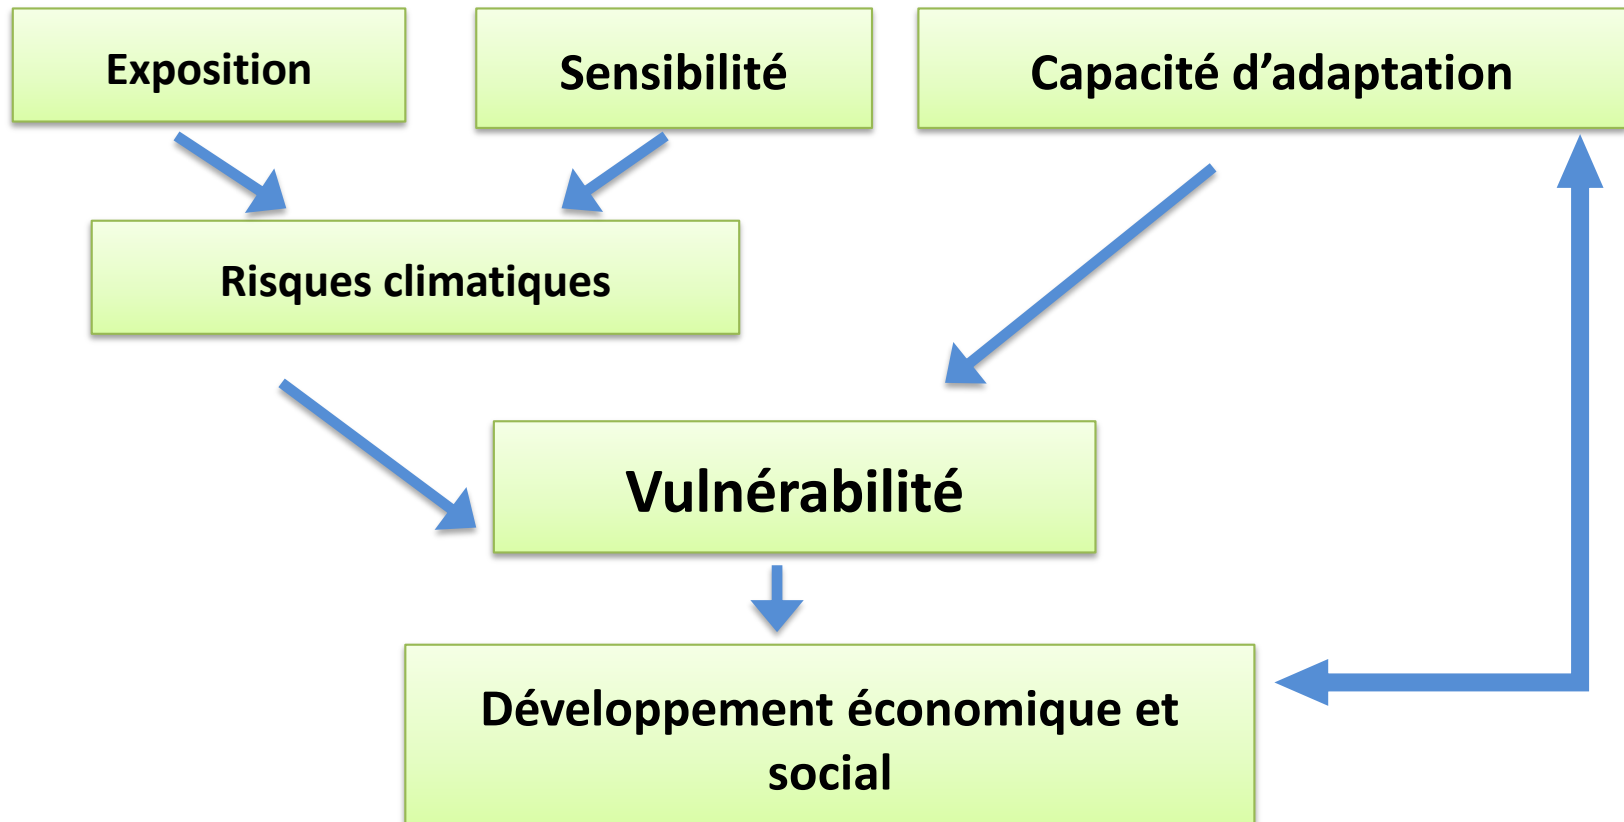 Exposition
Sensibilité
Capacité d’adaptation
Risques climatiques
Vulnérabilité
Développement économique et
social